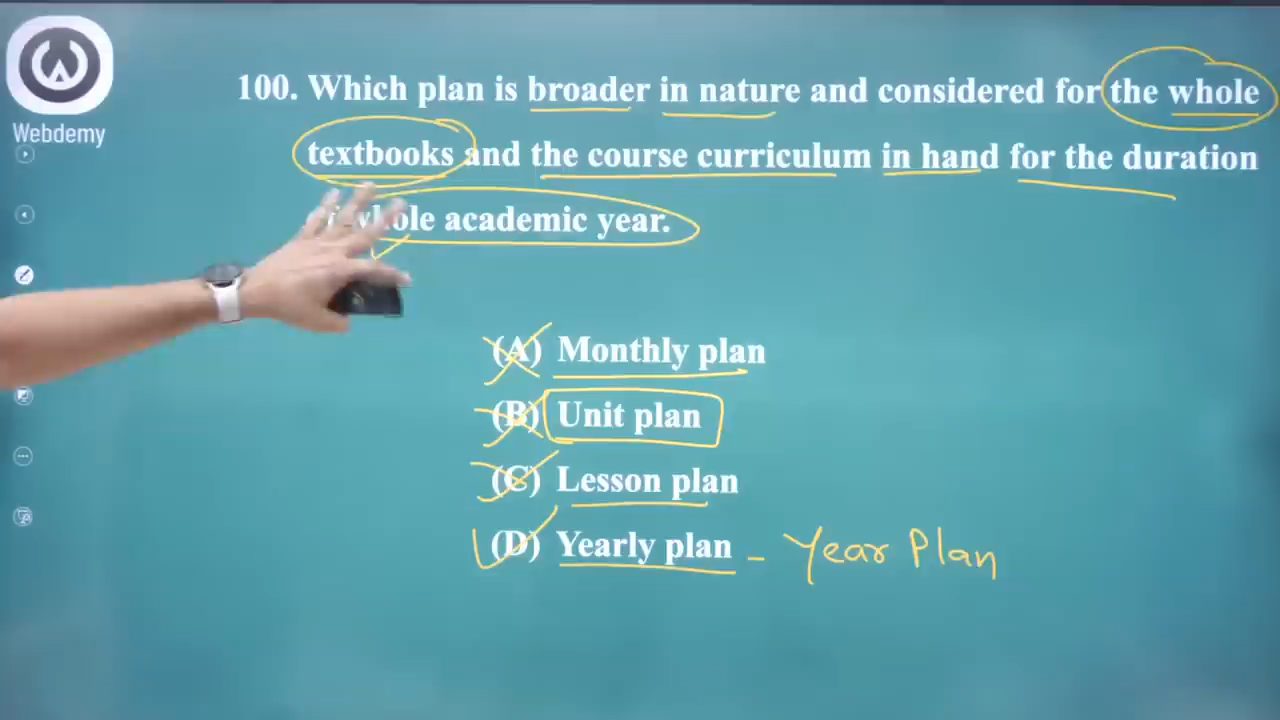 Webdemy
100. Which plan is broader in nature and considered for the whole
textbooks and the course curriculum in hand for the duration
whole academic year.
(A) Monthly plan
(B) Unit plan
(C) Lesson plan
(D) Yearly plan - Year Plan